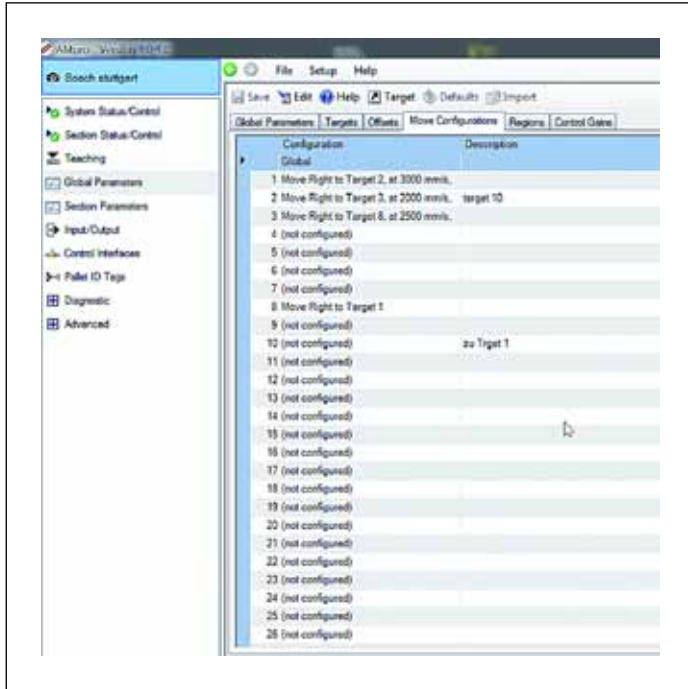 Bosch stuttgart
File Setup Help
Save Edit Help Target Defaults Import
Global Parameters Targets Offsets Move Configurations Regions Control Gains
System Status/Control
Section Status/Control
Teaching
Global Parameters
Section Parameters
Input/Output
Control Interfaces
Pallet ID Tags
Diagnostic
Advanced
Configuration Description
Global
1 Move Right to Target 2, at 3000 mm/s,
2 Move Right to Target 3, at 2000 mm/s, target 10
3 Move Right to Target 8, at 2500 mm/s,
4 (not configured)
5 (not configured)
6 (not configured)
7 (not configured)
8 Move Right to Target 1
9 (not configured)
10 (not configured) zu Trget 1
11 (not configured)
12 (not configured)
13 (not configured)
14 (not configured)
15 (not configured)
16 (not configured)
17 (not configured)
18 (not configured)
19 (not configured)
20 (not configured)
21 (not configured)
22 (not configured)
23 (not configured)
24 (not configured)
25 (not configured)
26 (not configured)